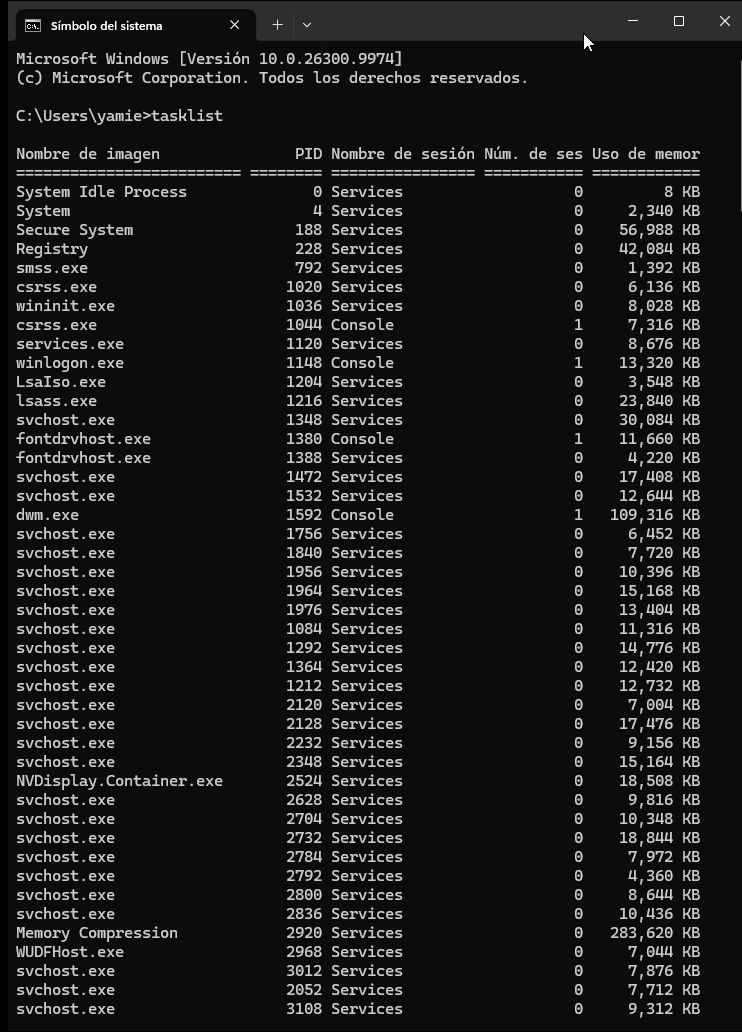 Símbolo del sistema
Microsoft Windows [Versión 10.0.26300.9974]
(c) Microsoft Corporation. Todos los derechos reservados.
C:\Users\yamie>tasklist
Nombre de imagen PID Nombre de sesión Núm. de ses Uso de memor
========================= ======== ================ =========== ============
System Idle Process 0 Services 0 8 KB
System 4 Services 0 2,340 KB
Secure System 188 Services 0 56,988 KB
Registry 228 Services 0 42,084 KB
smss.exe 792 Services 0 1,392 KB
csrss.exe 1020 Services 0 6,136 KB
wininit.exe 1036 Services 0 8,028 KB
csrss.exe 1044 Console 1 7,316 KB
services.exe 1120 Services 0 8,676 KB
winlogon.exe 1148 Console 1 13,320 KB
LsaIso.exe 1204 Services 0 3,548 KB
lsass.exe 1216 Services 0 23,840 KB
svchost.exe 1348 Services 0 30,084 KB
fontdrvhost.exe 1380 Console 1 11,660 KB
fontdrvhost.exe 1388 Services 0 4,220 KB
svchost.exe 1472 Services 0 17,408 KB
svchost.exe 1532 Services 0 12,644 KB
dwm.exe 1592 Console 1 109,316 KB
svchost.exe 1756 Services 0 6,452 KB
svchost.exe 1840 Services 0 7,720 KB
svchost.exe 1956 Services 0 10,396 KB
svchost.exe 1964 Services 0 15,168 KB
svchost.exe 1976 Services 0 13,404 KB
svchost.exe 1084 Services 0 11,316 KB
svchost.exe 1292 Services 0 14,776 KB
svchost.exe 1364 Services 0 12,420 KB
svchost.exe 1212 Services 0 12,732 KB
svchost.exe 2120 Services 0 7,004 KB
svchost.exe 2128 Services 0 17,476 KB
svchost.exe 2232 Services 0 9,156 KB
svchost.exe 2348 Services 0 15,164 KB
NVDisplay.Container.exe 2524 Services 0 18,508 KB
svchost.exe 2628 Services 0 9,816 KB
svchost.exe 2704 Services 0 10,348 KB
svchost.exe 2732 Services 0 18,844 KB
svchost.exe 2784 Services 0 7,972 KB
svchost.exe 2792 Services 0 4,360 KB
svchost.exe 2800 Services 0 8,644 KB
svchost.exe 2836 Services 0 10,436 KB
Memory Compression 2920 Services 0 283,620 KB
WUDFHost.exe 2968 Services 0 7,044 KB
svchost.exe 3012 Services 0 7,876 KB
svchost.exe 2052 Services 0 7,712 KB
svchost.exe 3108 Services 0 9,312 KB